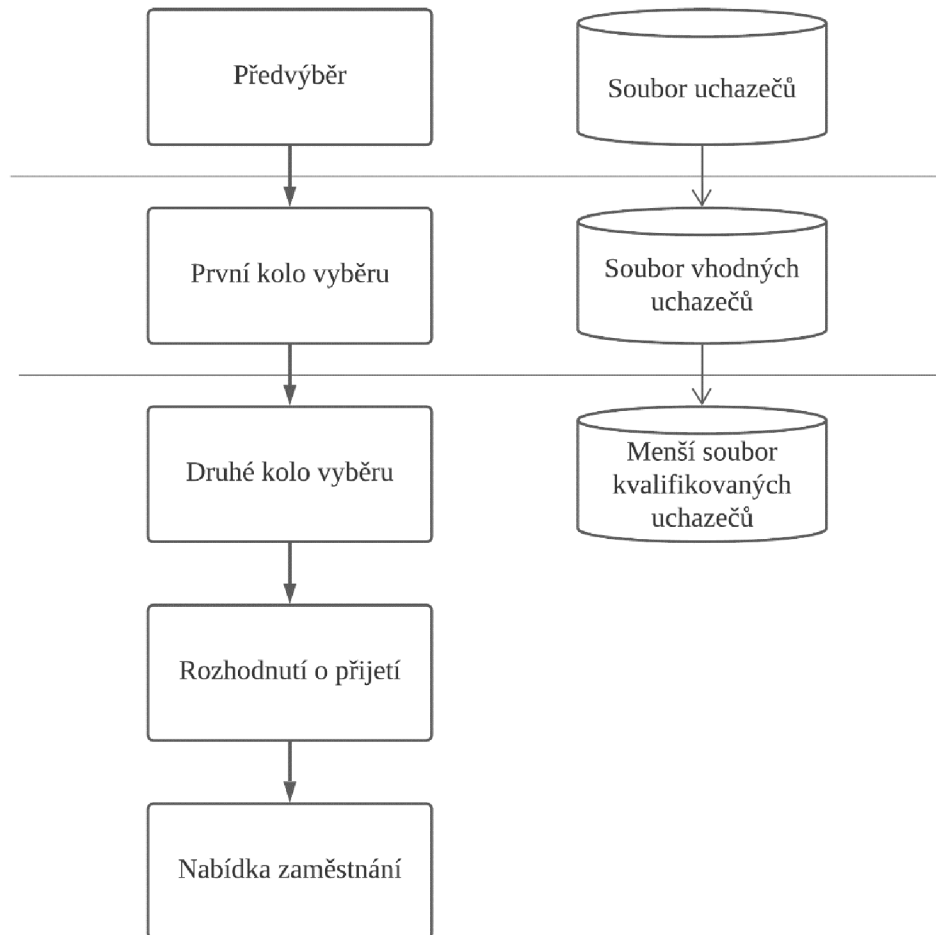 Předvýběr
Soubor uchazečů
První kolo vyběru
Soubor vhodných
uchazečů
Druhé kolo vyběru
Menší soubor
kvalifikovaných
uchazečů
Rozhodnutí o přijetí
Nabídka zaměstnání